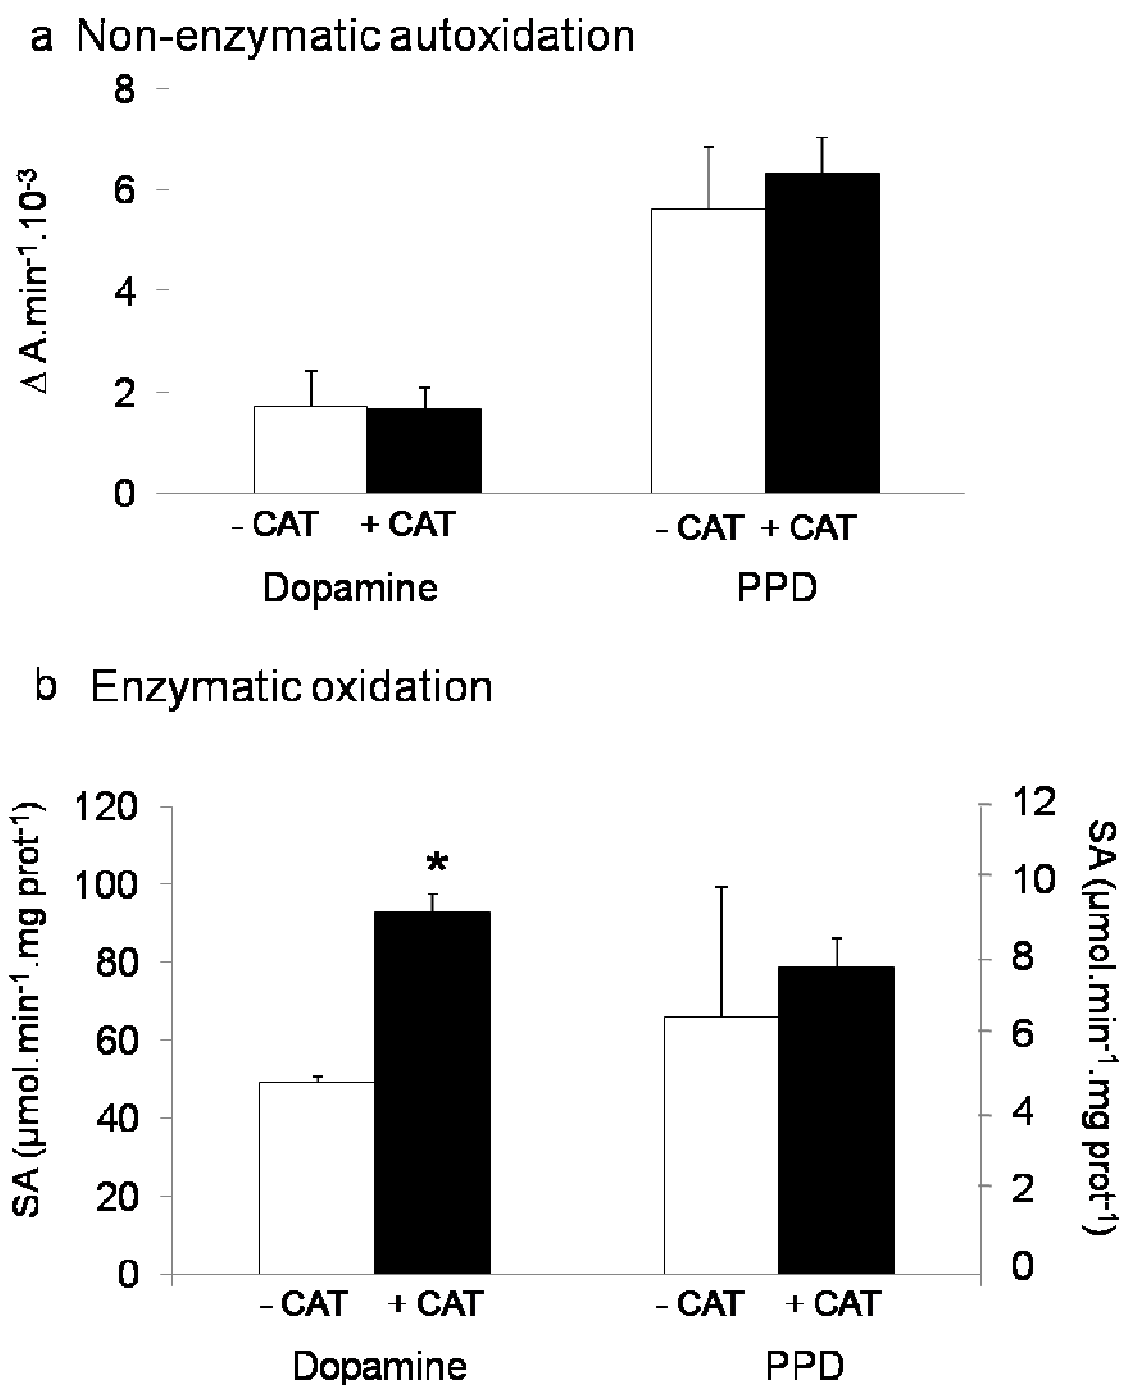 a Non-enzymatic autoxidation
Δ A.min⁻¹.10⁻³
8
6
4
2
0
- CAT + CAT - CAT + CAT
Dopamine PPD
b Enzymatic oxidation
SA (µmol.min⁻¹.mg prot⁻¹)
120
100
80
60
40
20
0
*
12
10
8
6
4
2
0
SA (µmol.min⁻¹.mg prot⁻¹)
- CAT + CAT - CAT + CAT
Dopamine PPD